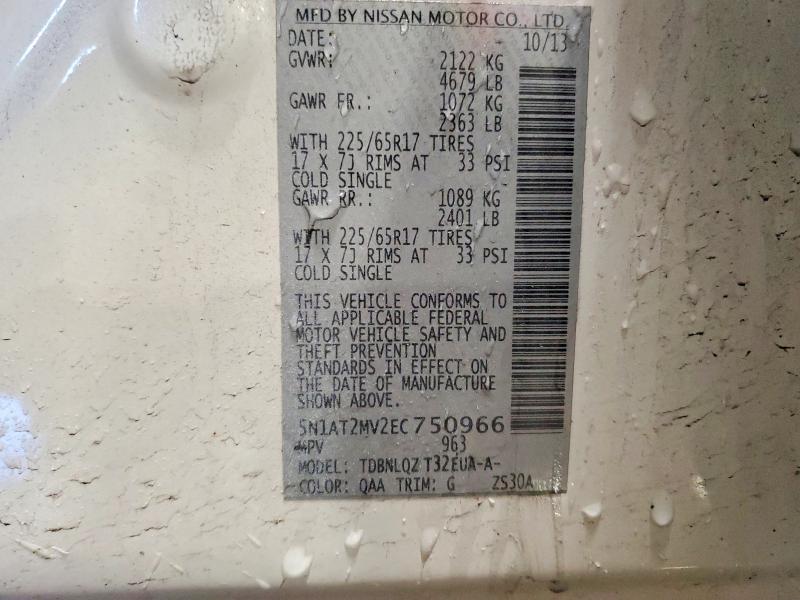 MFD BY NISSAN MOTOR CO., LTD.
DATE: 10/13
GVWR: 2122 KG
4679 LB
GAWR FR.: 1072 KG
2363 LB
WITH 225/65R17 TIRES
17 X 7J RIMS AT 33 PSI
COLD SINGLE
GAWR RR.: 1089 KG
2401 LB
WITH 225/65R17 TIRES
17 X 7J RIMS AT 33 PSI
COLD SINGLE
THIS VEHICLE CONFORMS TO
ALL APPLICABLE FEDERAL
MOTOR VEHICLE SAFETY AND
THEFT PREVENTION
STANDARDS IN EFFECT ON
THE DATE OF MANUFACTURE
SHOWN ABOVE.
5N1AT2MV2EC750966
MPV 963
MODEL: TDBNLQZ T32EUA-A-
COLOR: QAA TRIM: G ZS30A